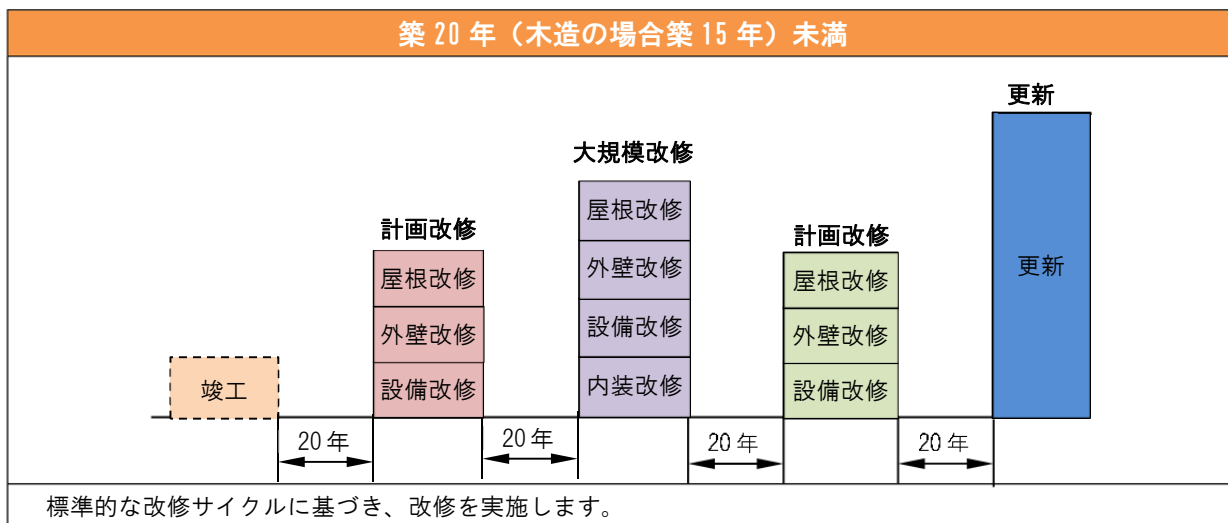 築20年（木造の場合築15年）未満
更新
大規模改修
計画改修
計画改修
屋根改修
外壁改修
設備改修
内装改修
屋根改修
外壁改修
設備改修
屋根改修
外壁改修
設備改修
更新
竣工
20年
20年
20年
20年
標準的な改修サイクルに基づき、改修を実施します。